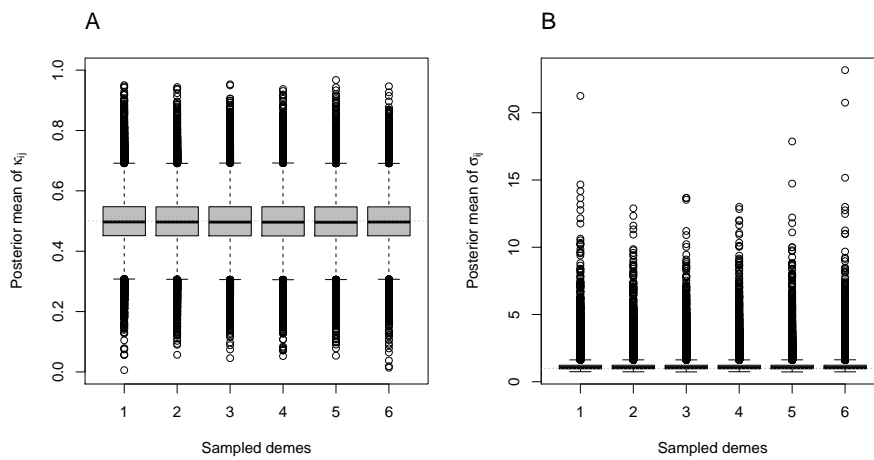 A
Posterior mean of κij
1.0
0.8
0.6
0.4
0.2
0.0
1 2 3 4 5 6
Sampled demes
B
Posterior mean of σij
20
15
10
5
0
1 2 3 4 5 6
Sampled demes